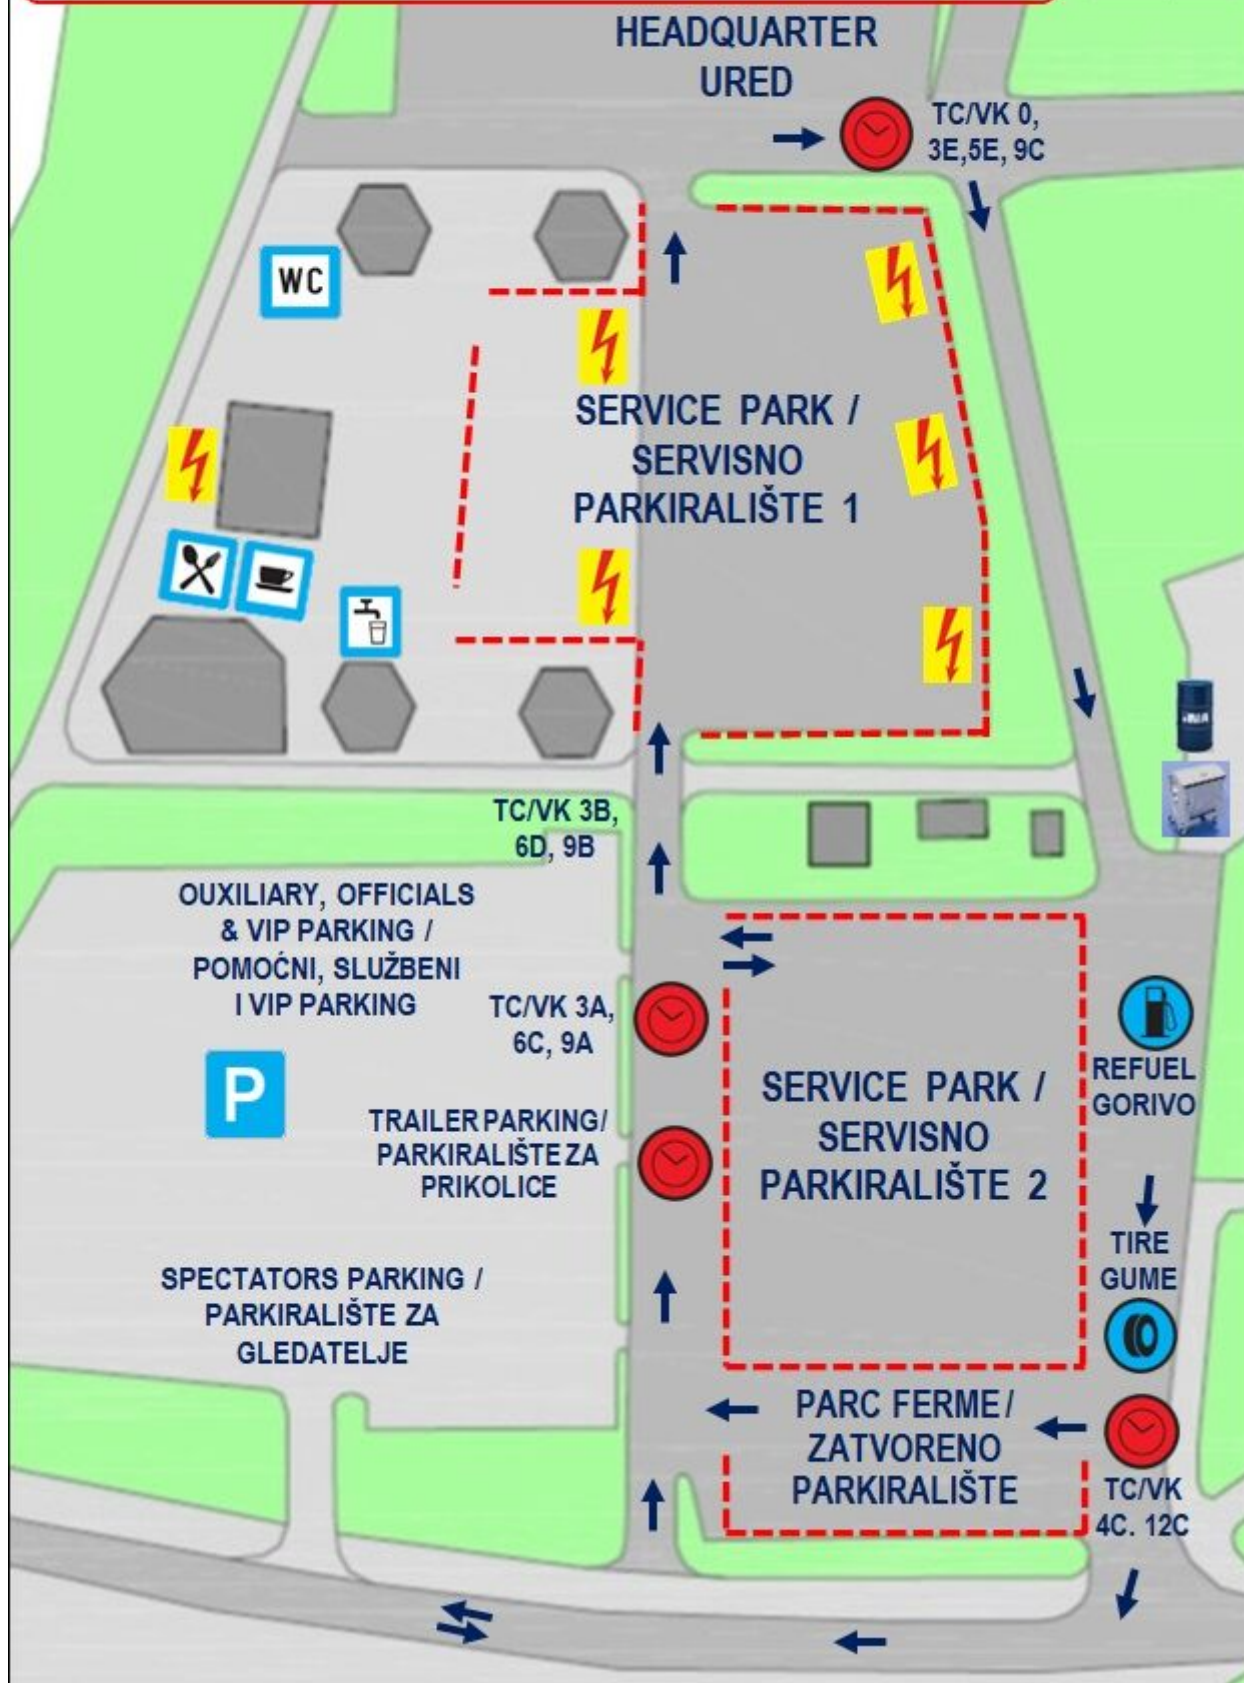 HEADQUARTER
URED
TC/VK 0,
3E,5E, 9C
WC
SERVICE PARK /
SERVISNO
PARKIRALIŠTE 1
TC/VK 3B,
6D, 9B
OUXILIARY, OFFICIALS
& VIP PARKING /
POMOĆNI, SLUŽBENI
I VIP PARKING
TC/VK 3A,
6C, 9A
P
TRAILER PARKING/
PARKIRALIŠTE ZA
PRIKOLICE
SERVICE PARK /
SERVISNO
PARKIRALIŠTE 2
REFUEL
GORIVO
TIRE
GUME
SPECTATORS PARKING /
PARKIRALIŠTE ZA
GLEDATELJE
PARC FERME/
ZATVORENO
PARKIRALIŠTE
TC/VK
4C. 12C